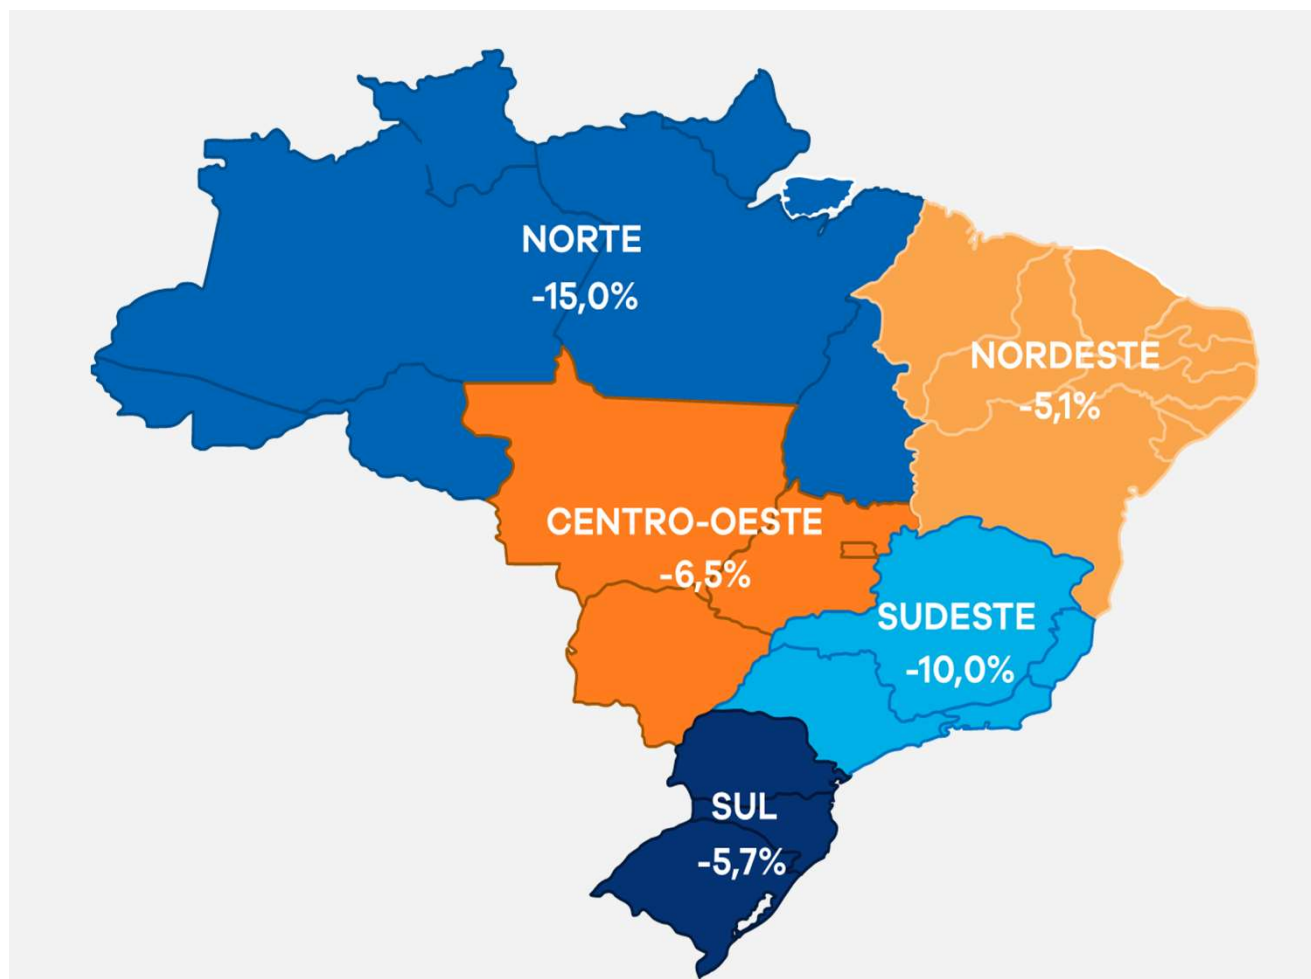 NORTE
-15,0%
NORDESTE
-5,1%
CENTRO-OESTE
-6,5%
SUDESTE
-10,0%
SUL
-5,7%